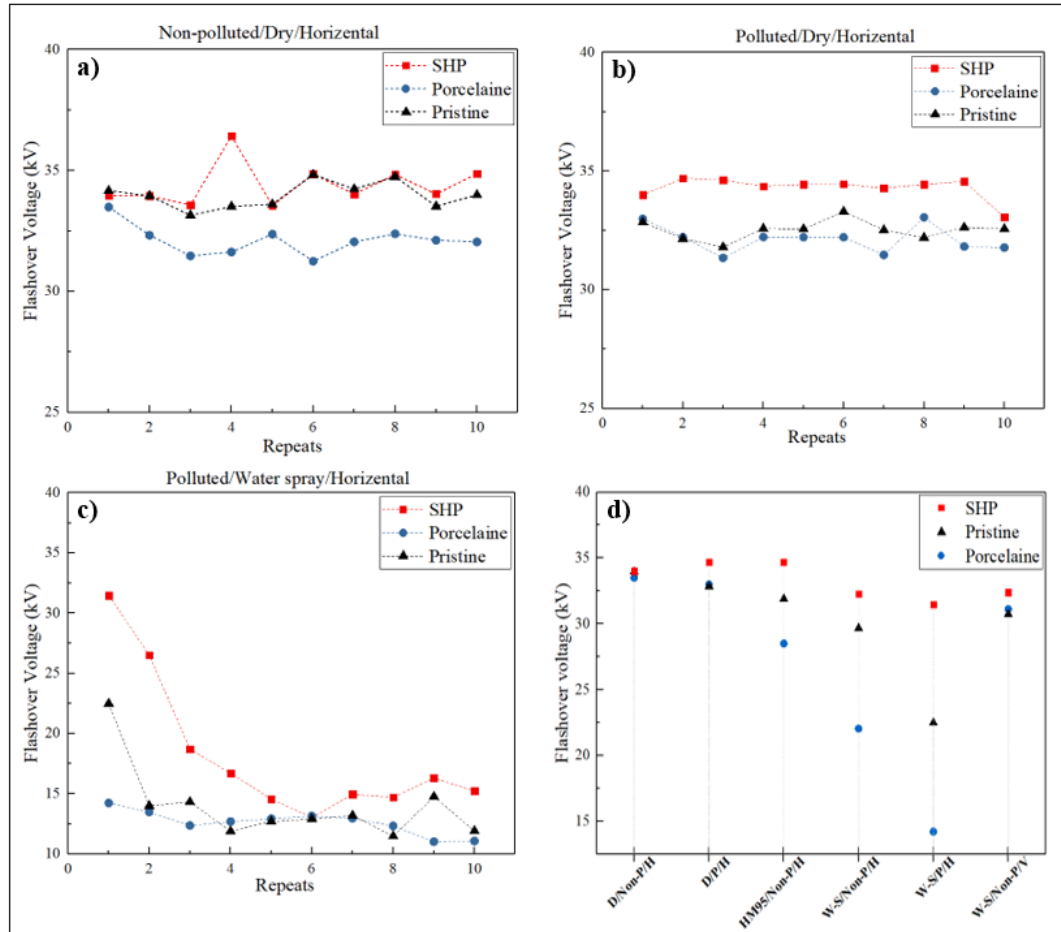 Non-polluted/Dry/Horizental
a)
SHP
Porcelaine
Pristine
Flashover Voltage (kV)
40
35
30
25
0 2 4 6 8 10
Repeats
Polluted/Dry/Horizental
b)
SHP
Porcelaine
Pristine
Flashover Voltage (kV)
40
35
30
25
0 2 4 6 8 10
Repeats
Polluted/Water spray/Horizental
c)
SHP
Porcelaine
Pristine
Flashover Voltage (kV)
40
35
30
25
20
15
10
0 2 4 6 8 10
Repeats
d)
SHP
Pristine
Porcelaine
Flashover voltage (kV)
40
35
30
25
20
15
D/Non-P/H
D/P/H
HM95/Non-P/H
W-S/Non-P/H
W-S/P/H
W-S/Non-P/V